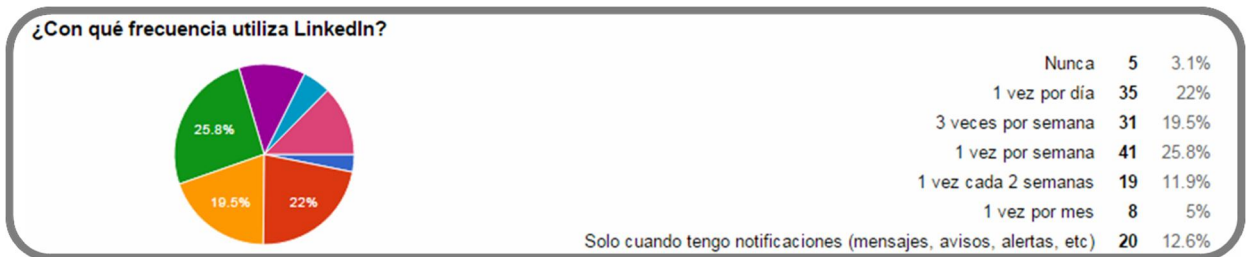 ¿Con qué frecuencia utiliza LinkedIn?
25.8%
19.5%
22%
Nunca 5 3.1%
1 vez por día 35 22%
3 veces por semana 31 19.5%
1 vez por semana 41 25.8%
1 vez cada 2 semanas 19 11.9%
1 vez por mes 8 5%
Solo cuando tengo notificaciones (mensajes, avisos, alertas, etc) 20 12.6%